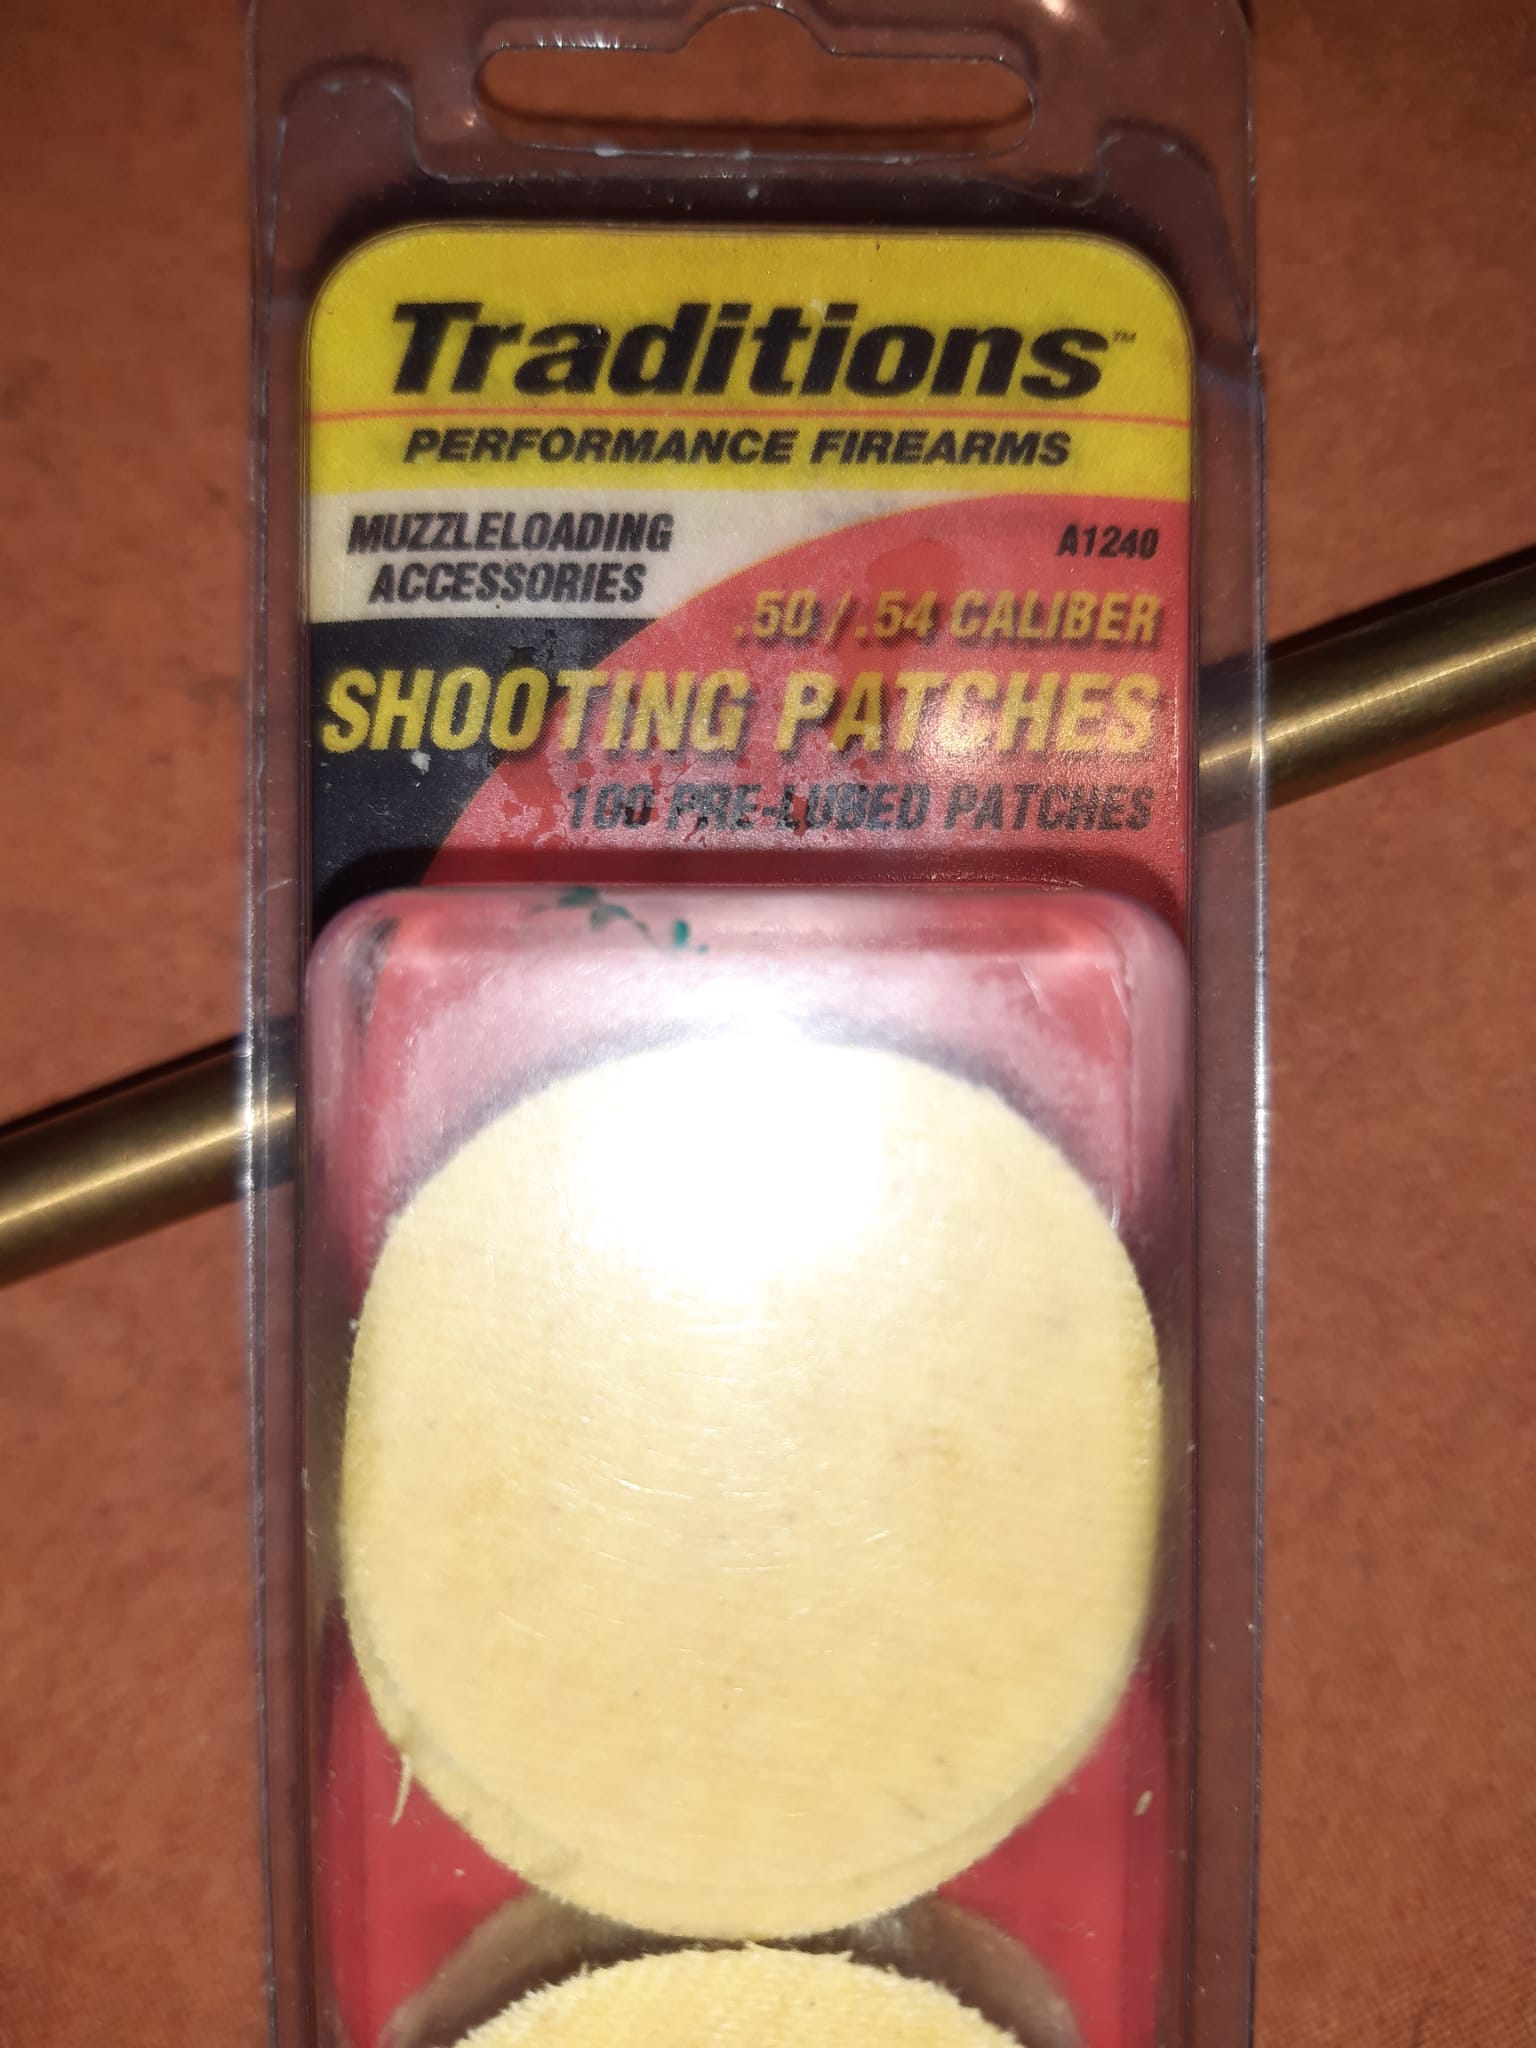 Traditions™
PERFORMANCE FIREARMS
MUZZLELOADING
ACCESSORIES
A1240
.50 / .54 CALIBER
SHOOTING PATCHES
100 PRE-LUBED PATCHES